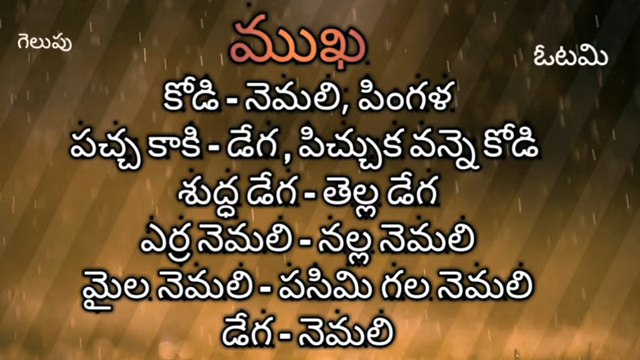 గెలుపు
ముఖ
ఓటమి
కోడి - నెమలి, పింగళ
పచ్చ కాకి - డేగ , పిచ్చుక వన్నె కోడి
శుద్ధ డేగ - తెల్ల డేగ
ఎర్ర నెమలి - నల్ల నెమలి
మైల నెమలి - పసిమి గల నెమలి
డేగ - నెమలి